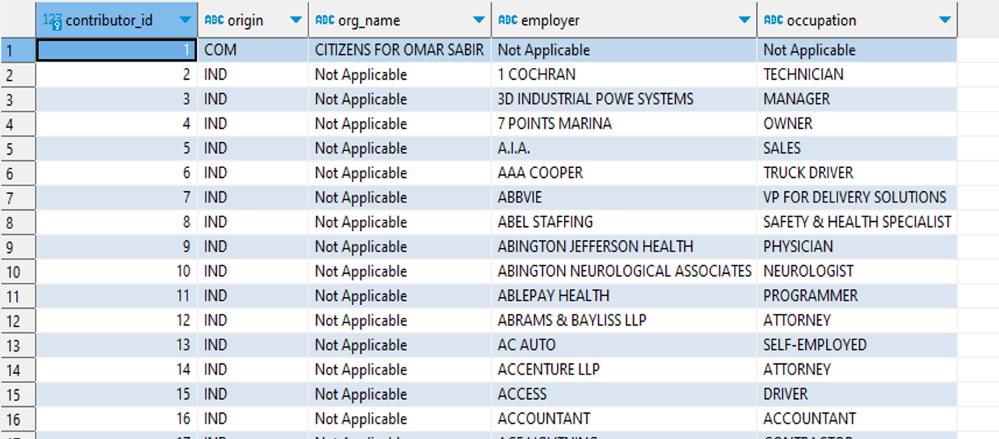 123 contributor_id ABC origin ABC org_name ABC employer ABC occupation
1 1 COM CITIZENS FOR OMAR SABIR Not Applicable Not Applicable
2 2 IND Not Applicable 1 COCHRAN TECHNICIAN
3 3 IND Not Applicable 3D INDUSTRIAL POWE SYSTEMS MANAGER
4 4 IND Not Applicable 7 POINTS MARINA OWNER
5 5 IND Not Applicable A.I.A. SALES
6 6 IND Not Applicable AAA COOPER TRUCK DRIVER
7 7 IND Not Applicable ABBVIE VP FOR DELIVERY SOLUTIONS
8 8 IND Not Applicable ABEL STAFFING SAFETY & HEALTH SPECIALIST
9 9 IND Not Applicable ABINGTON JEFFERSON HEALTH PHYSICIAN
10 10 IND Not Applicable ABINGTON NEUROLOGICAL ASSOCIATES NEUROLOGIST
11 11 IND Not Applicable ABLEPAY HEALTH PROGRAMMER
12 12 IND Not Applicable ABRAMS & BAYLISS LLP ATTORNEY
13 13 IND Not Applicable AC AUTO SELF-EMPLOYED
14 14 IND Not Applicable ACCENTURE LLP ATTORNEY
15 15 IND Not Applicable ACCESS DRIVER
16 16 IND Not Applicable ACCOUNTANT ACCOUNTANT